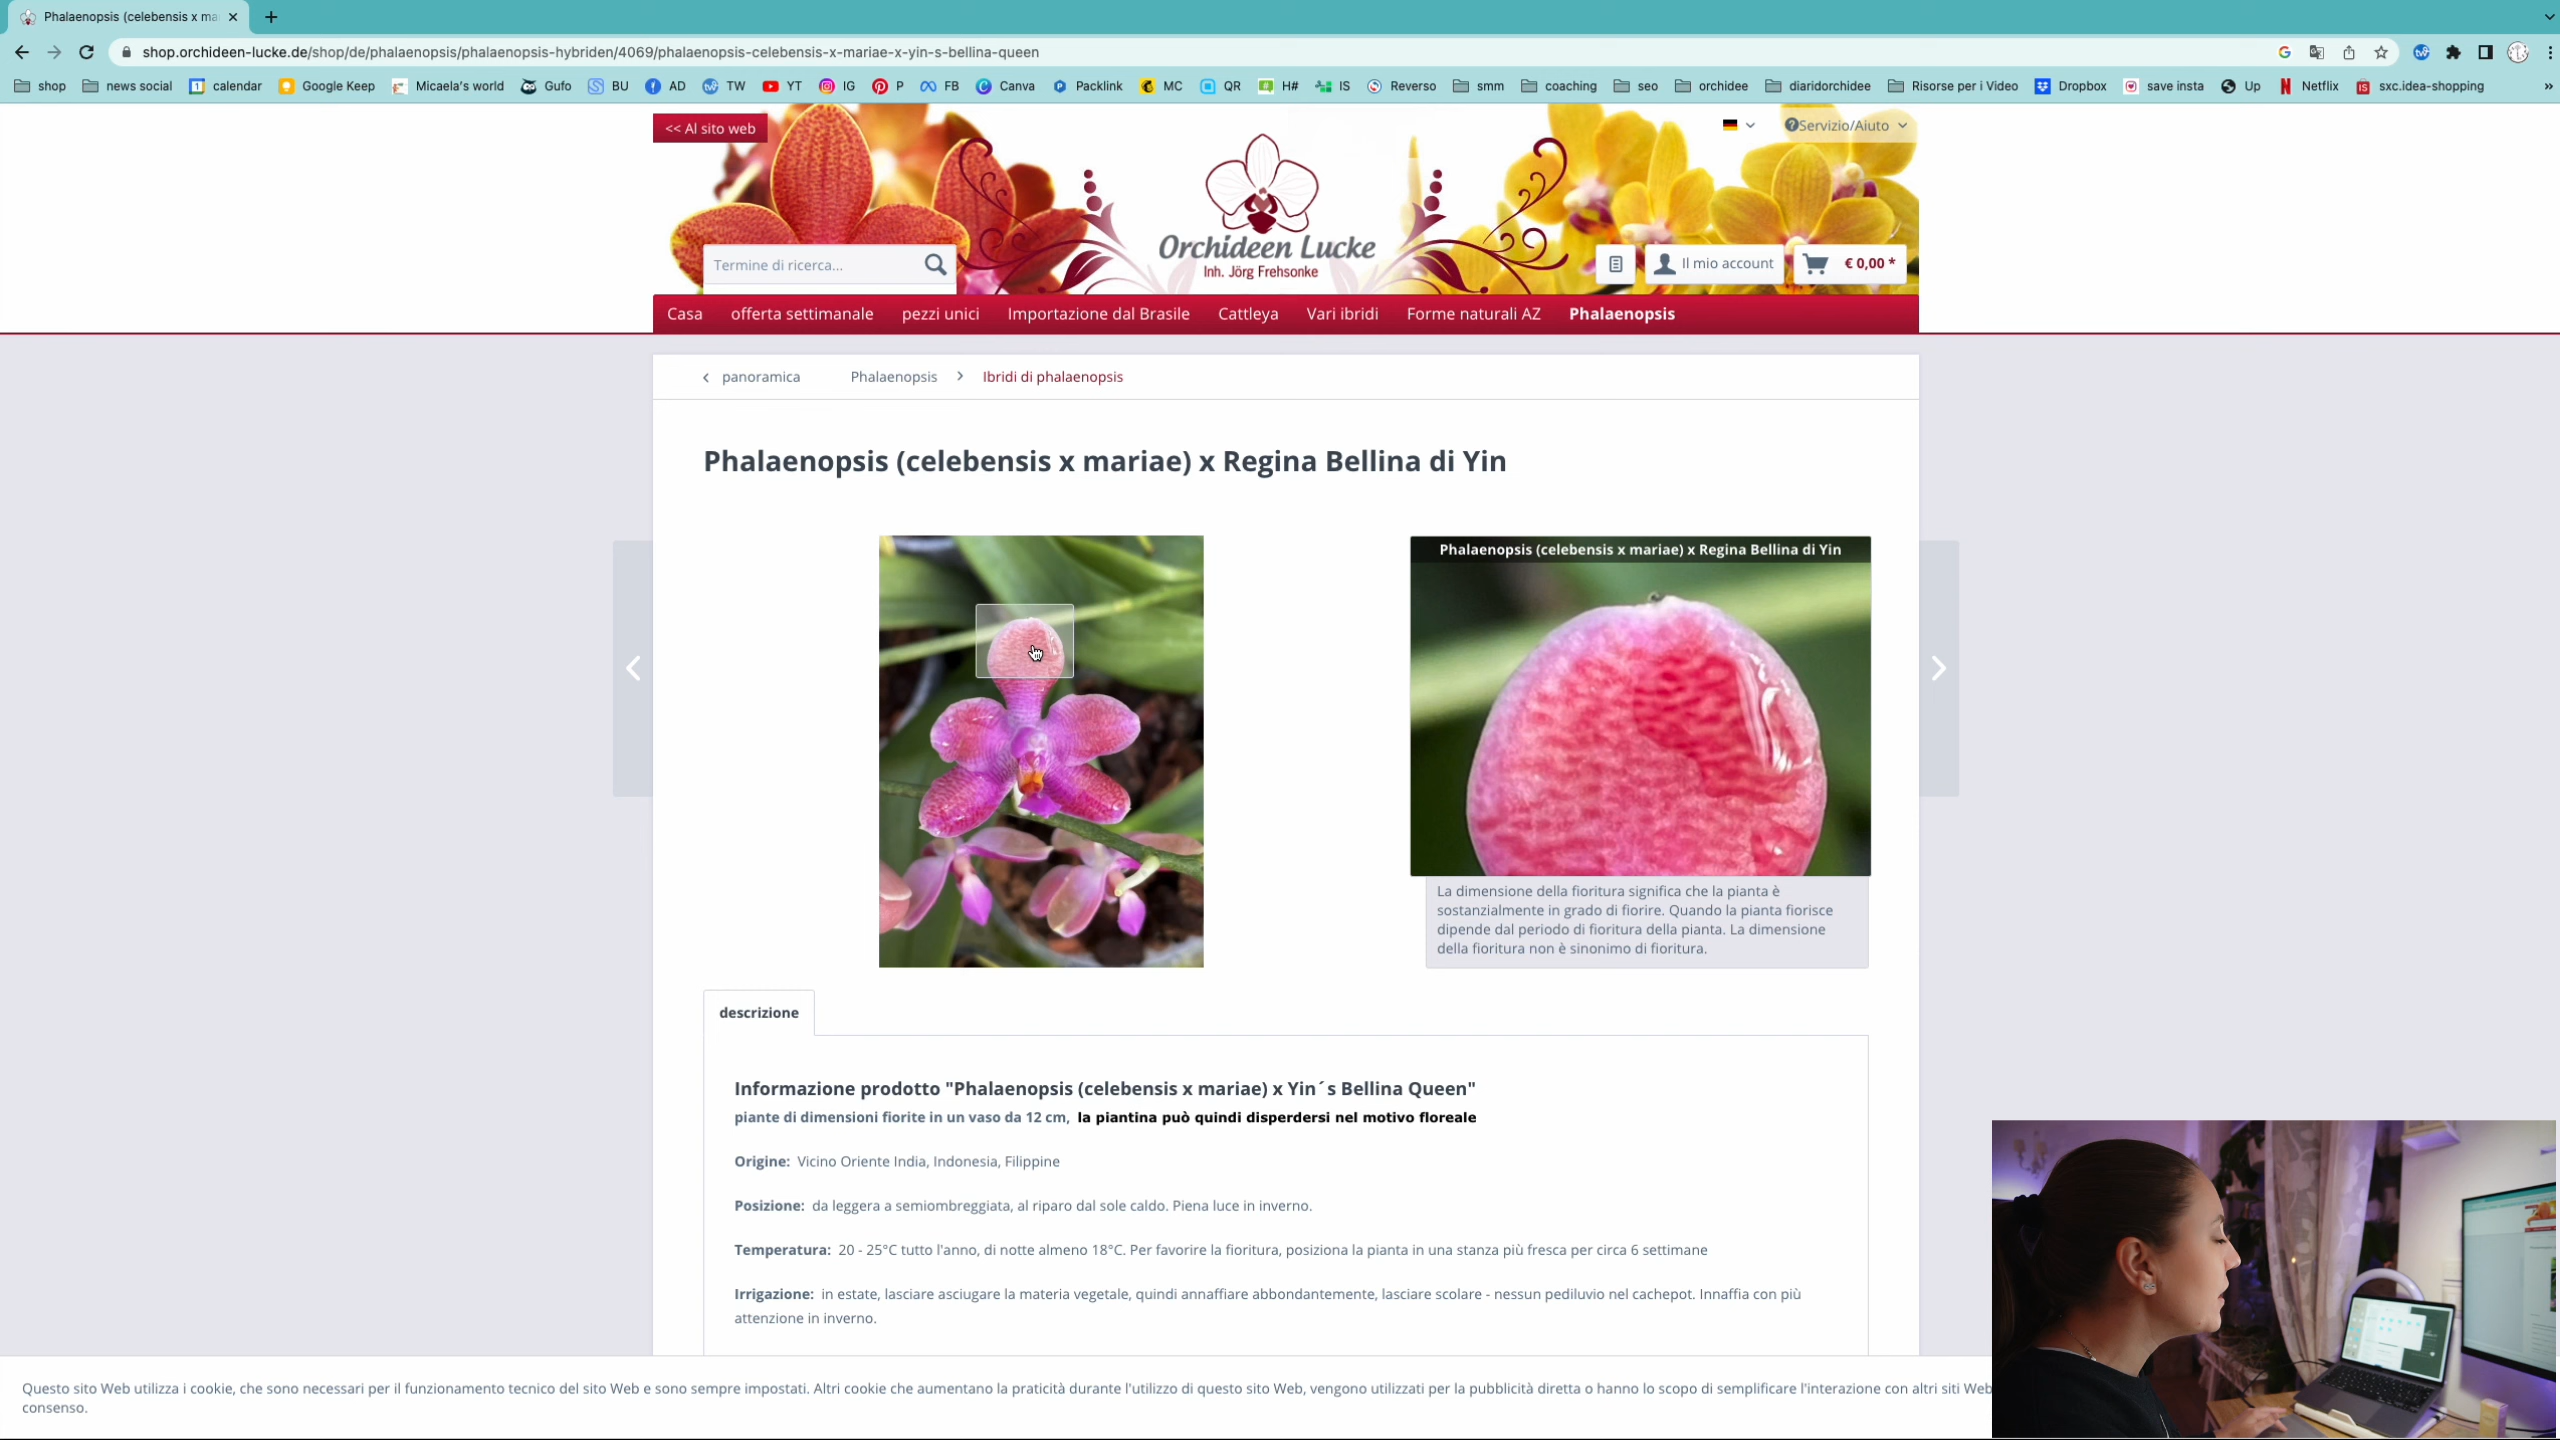 Phalaenopsis (celebensis x ma
shop.orchideen-lucke.de/shop/de/phalaenopsis/phalaenopsis-hybriden/4069/phalaenopsis-celebensis-x-mariae-x-yin-s-bellina-queen
shop news social calendar Google Keep Micaela's world Gufo BU AD TW YT IG P FB Canva Packlink MC QR H# IS Reverso smm coaching seo orchidee diaridorchidee Risorse per i Video Dropbox save insta Up Netflix sxc.idea-shopping »
<< Al sito web
Servizio/Aiuto
Orchideen Lucke
Inh. Jörg Frehsonke
Termine di ricerca...
Il mio account
€ 0,00 *
Casa offerta settimanale pezzi unici Importazione dal Brasile Cattleya Vari ibridi Forme naturali AZ Phalaenopsis
panoramica Phalaenopsis Ibridi di phalaenopsis
Phalaenopsis (celebensis x mariae) x Regina Bellina di Yin
Phalaenopsis (celebensis x mariae) x Regina Bellina di Yin
La dimensione della fioritura significa che la pianta è
sostanzialmente in grado di fiorire. Quando la pianta fiorisce
dipende dal periodo di fioritura della pianta. La dimensione
della fioritura non è sinonimo di fioritura.
descrizione
Informazione prodotto "Phalaenopsis (celebensis x mariae) x Yin´s Bellina Queen"
piante di dimensioni fiorite in un vaso da 12 cm, la piantina può quindi disperdersi nel motivo floreale
Origine: Vicino Oriente India, Indonesia, Filippine
Posizione: da leggera a semiombreggiata, al riparo dal sole caldo. Piena luce in inverno.
Temperatura: 20 - 25°C tutto l'anno, di notte almeno 18°C. Per favorire la fioritura, posiziona la pianta in una stanza più fresca per circa 6 settimane
Irrigazione: in estate, lasciare asciugare la materia vegetale, quindi annaffiare abbondantemente, lasciare scolare - nessun pediluvio nel cachepot. Innaffia con più
attenzione in inverno.
Questo sito Web utilizza i cookie, che sono necessari per il funzionamento tecnico del sito Web e sono sempre impostati. Altri cookie che aumentano la praticità durante l'utilizzo di questo sito Web, vengono utilizzati per la pubblicità diretta o hanno lo scopo di semplificare l'interazione con altri siti Web
consenso.